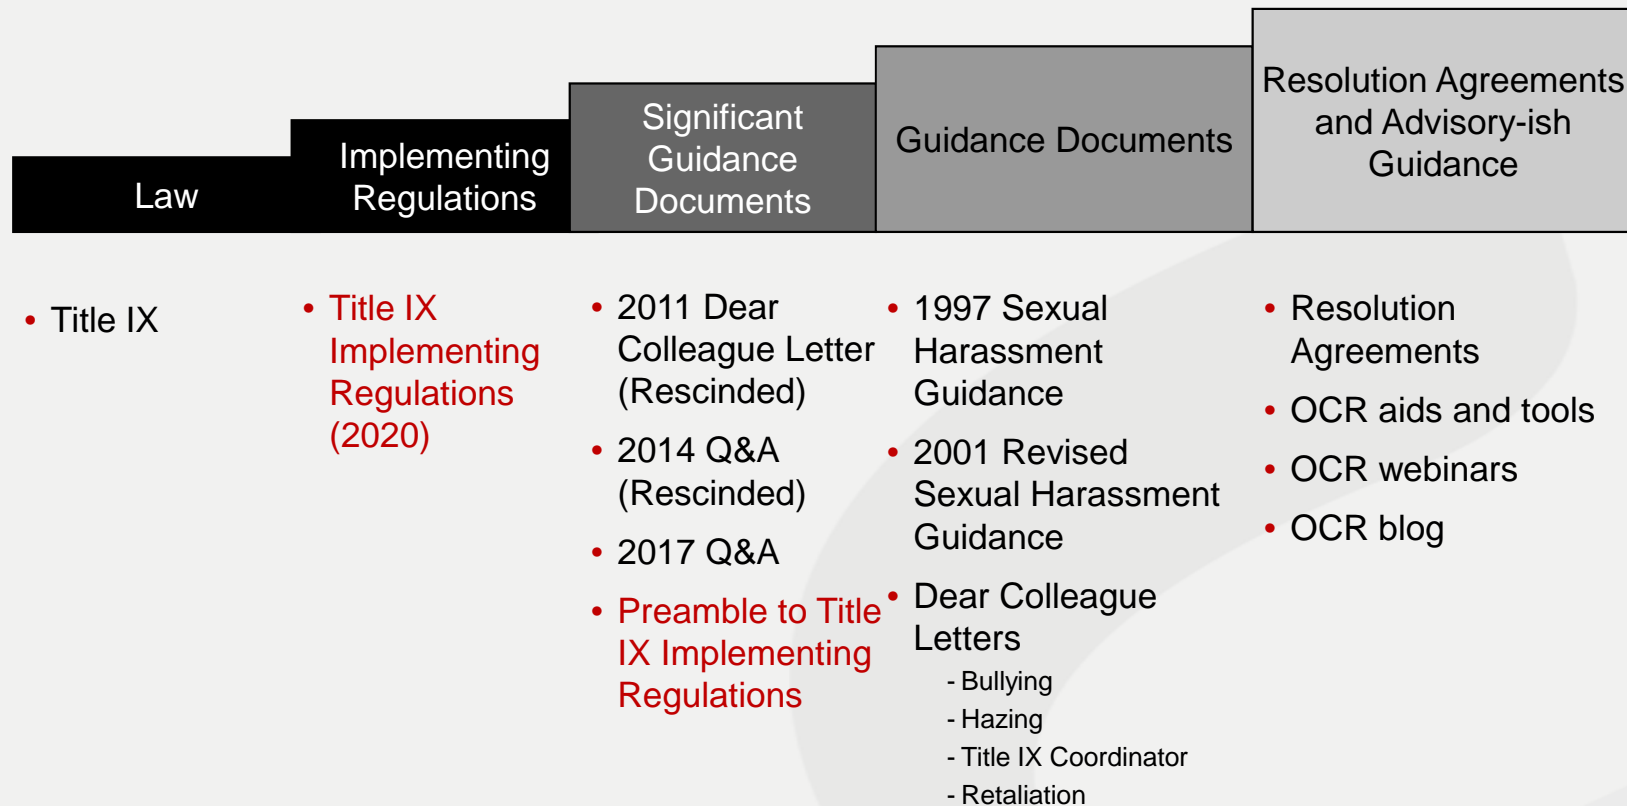 Law
Implementing
Regulations
Significant
Guidance
Documents
Guidance Documents
Resolution Agreements
and Advisory-ish
Guidance
• Title IX
• Title IX
Implementing
Regulations
(2020)
• 2011 Dear
Colleague Letter
(Rescinded)
• 2014 Q&A
(Rescinded)
• 2017 Q&A
• Preamble to Title
IX Implementing
Regulations
• 1997 Sexual
Harassment
Guidance
• 2001 Revised
Sexual Harassment
Guidance
• Dear Colleague
Letters
- Bullying
- Hazing
- Title IX Coordinator
- Retaliation
• Resolution
Agreements
• OCR aids and tools
• OCR webinars
• OCR blog